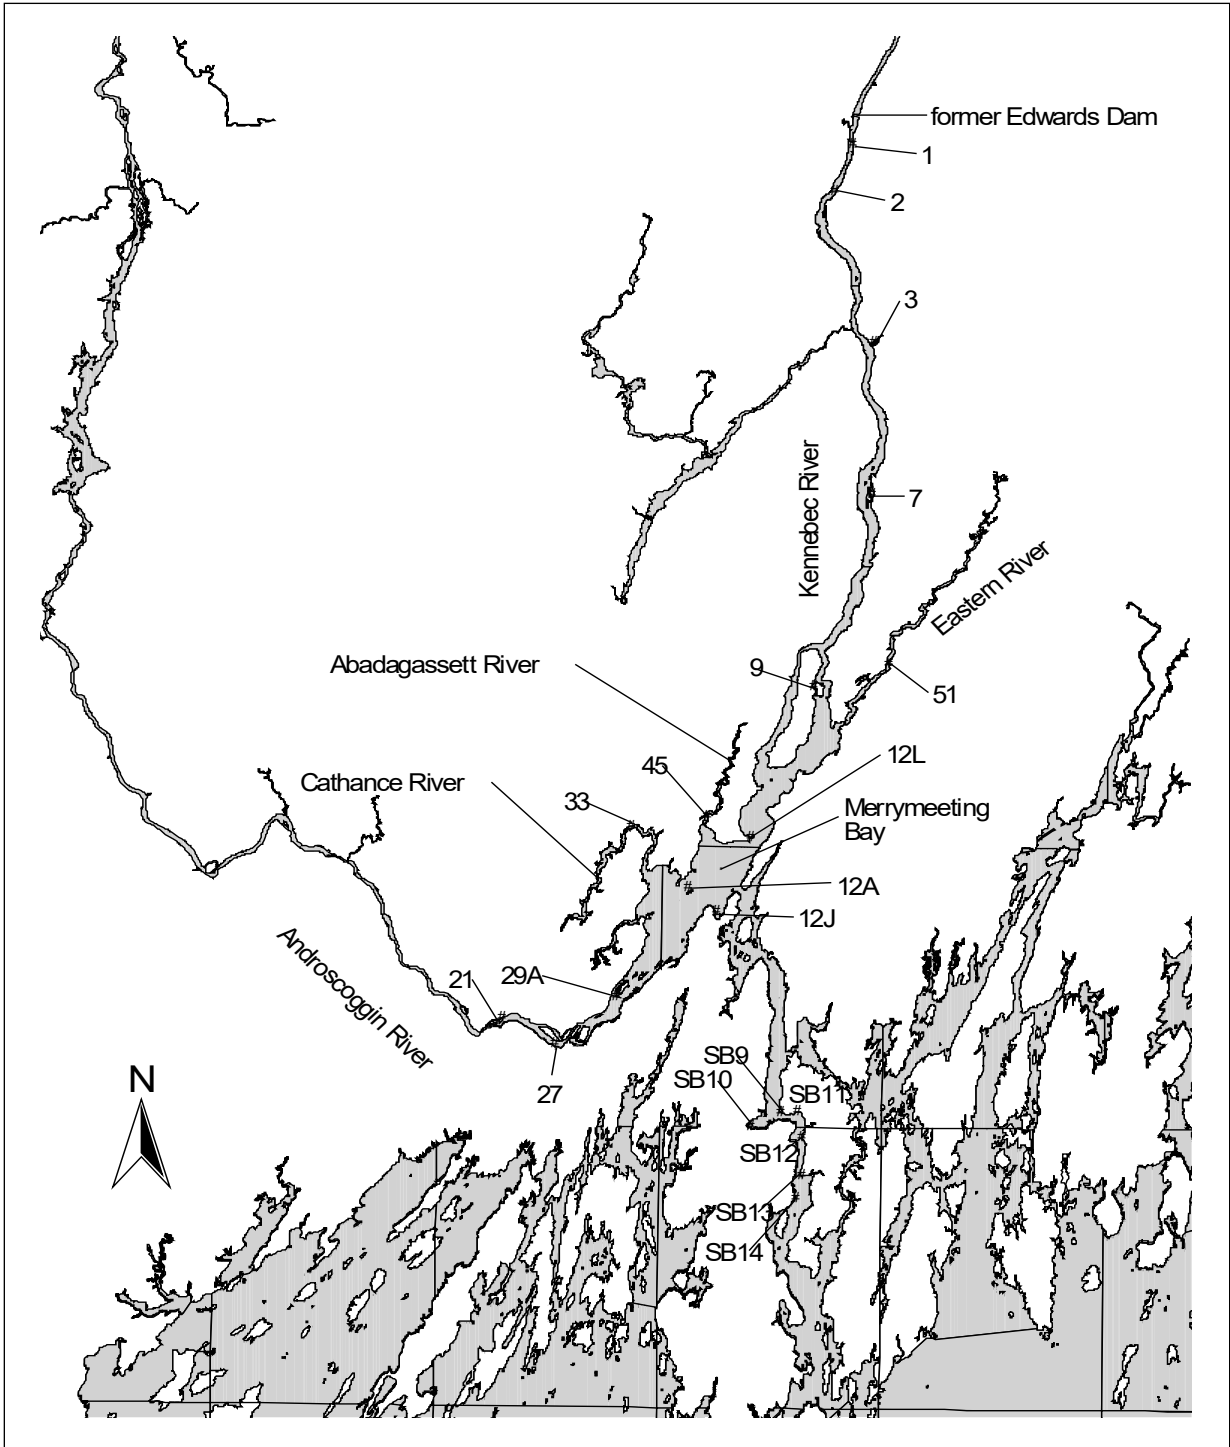 former Edwards Dam
1
2
3
Kennebec River
7
Eastern River
Abadagassett River
9
51
45
12L
Cathance River
33
Merrymeeting
Bay
12A
12J
Androscoggin River
21
29A
27
SB9
SB10
SB11
N
SB12
SB13
SB14